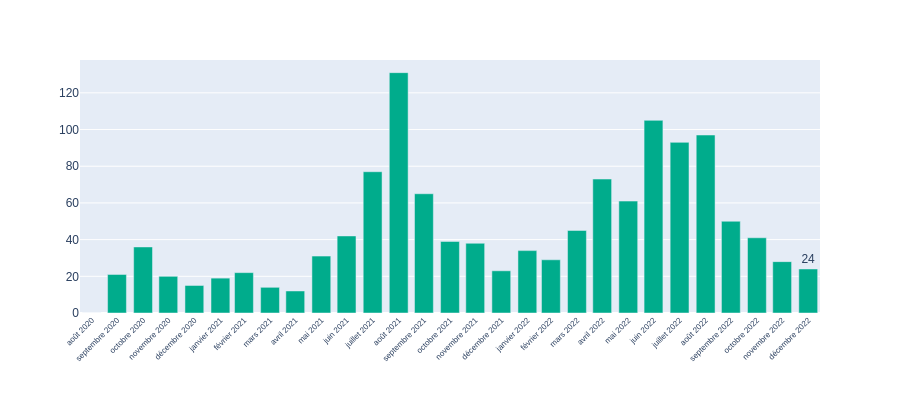 120
100
80
60
40
20
0
24
août 2020
septembre 2020
octobre 2020
novembre 2020
décembre 2020
janvier 2021
février 2021
mars 2021
avril 2021
mai 2021
juin 2021
juillet 2021
août 2021
septembre 2021
octobre 2021
novembre 2021
décembre 2021
janvier 2022
février 2022
mars 2022
avril 2022
mai 2022
juin 2022
juillet 2022
août 2022
septembre 2022
octobre 2022
novembre 2022
décembre 2022